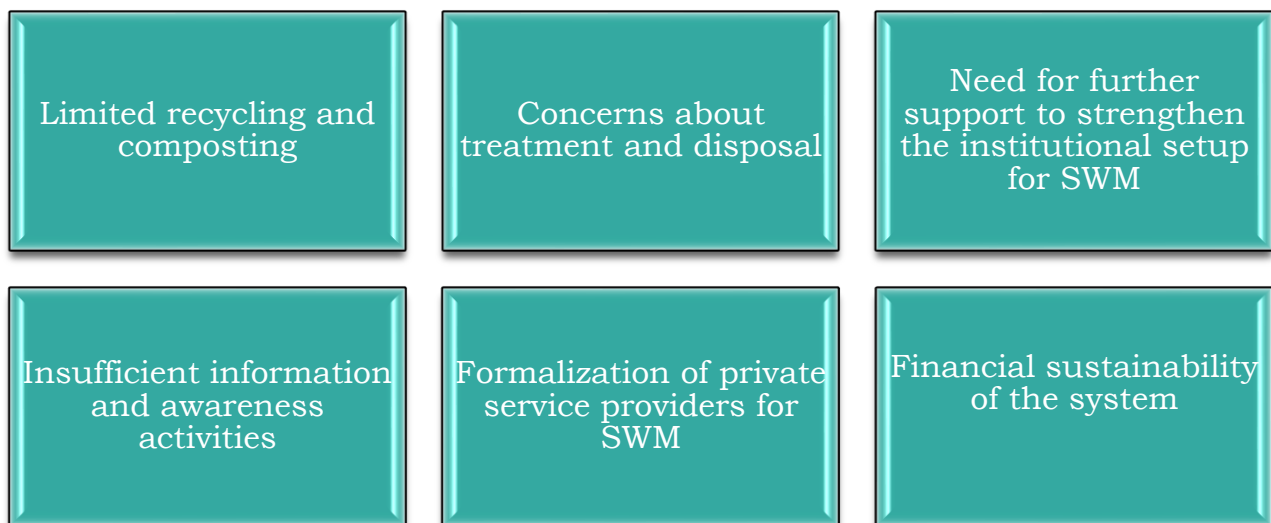 Limited recycling and
composting
Concerns about
treatment and disposal
Need for further
support to strengthen
the institutional setup
for SWM
Insufficient information
and awareness
activities
Formalization of private
service providers for
SWM
Financial sustainability
of the system